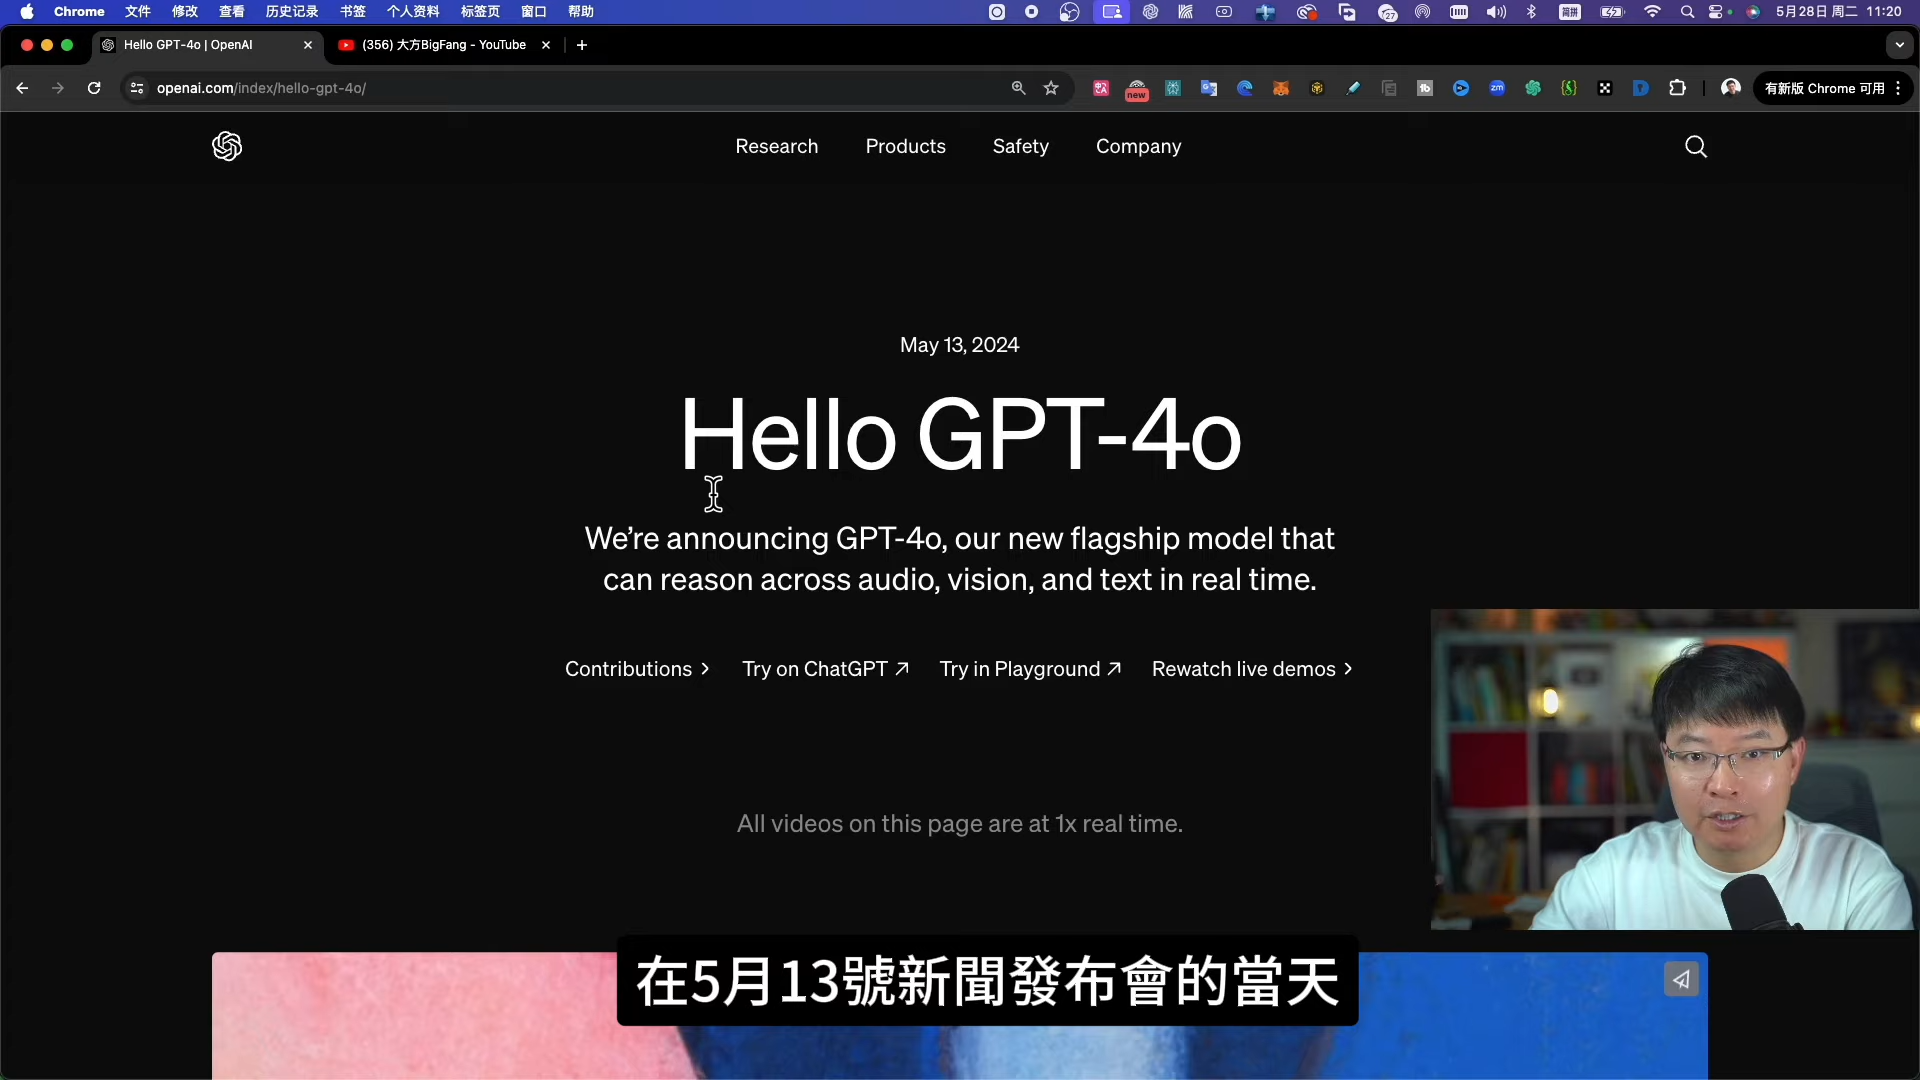 Chrome 文件 修改 查看 历史记录 书签 个人资料 标签页 窗口 帮助 27 简拼 5月28日 周二 11:20
Hello GPT-4o | OpenAI (356) 大方BigFang - YouTube
openai.com/index/hello-gpt-4o/ new zm 有新版 Chrome 可用
Research Products Safety Company
May 13, 2024
Hello GPT-4o
We’re announcing GPT-4o, our new flagship model that
can reason across audio, vision, and text in real time.
Contributions Try on ChatGPT Try in Playground Rewatch live demos
All videos on this page are at 1x real time.
在5月13號新聞發布會的當天